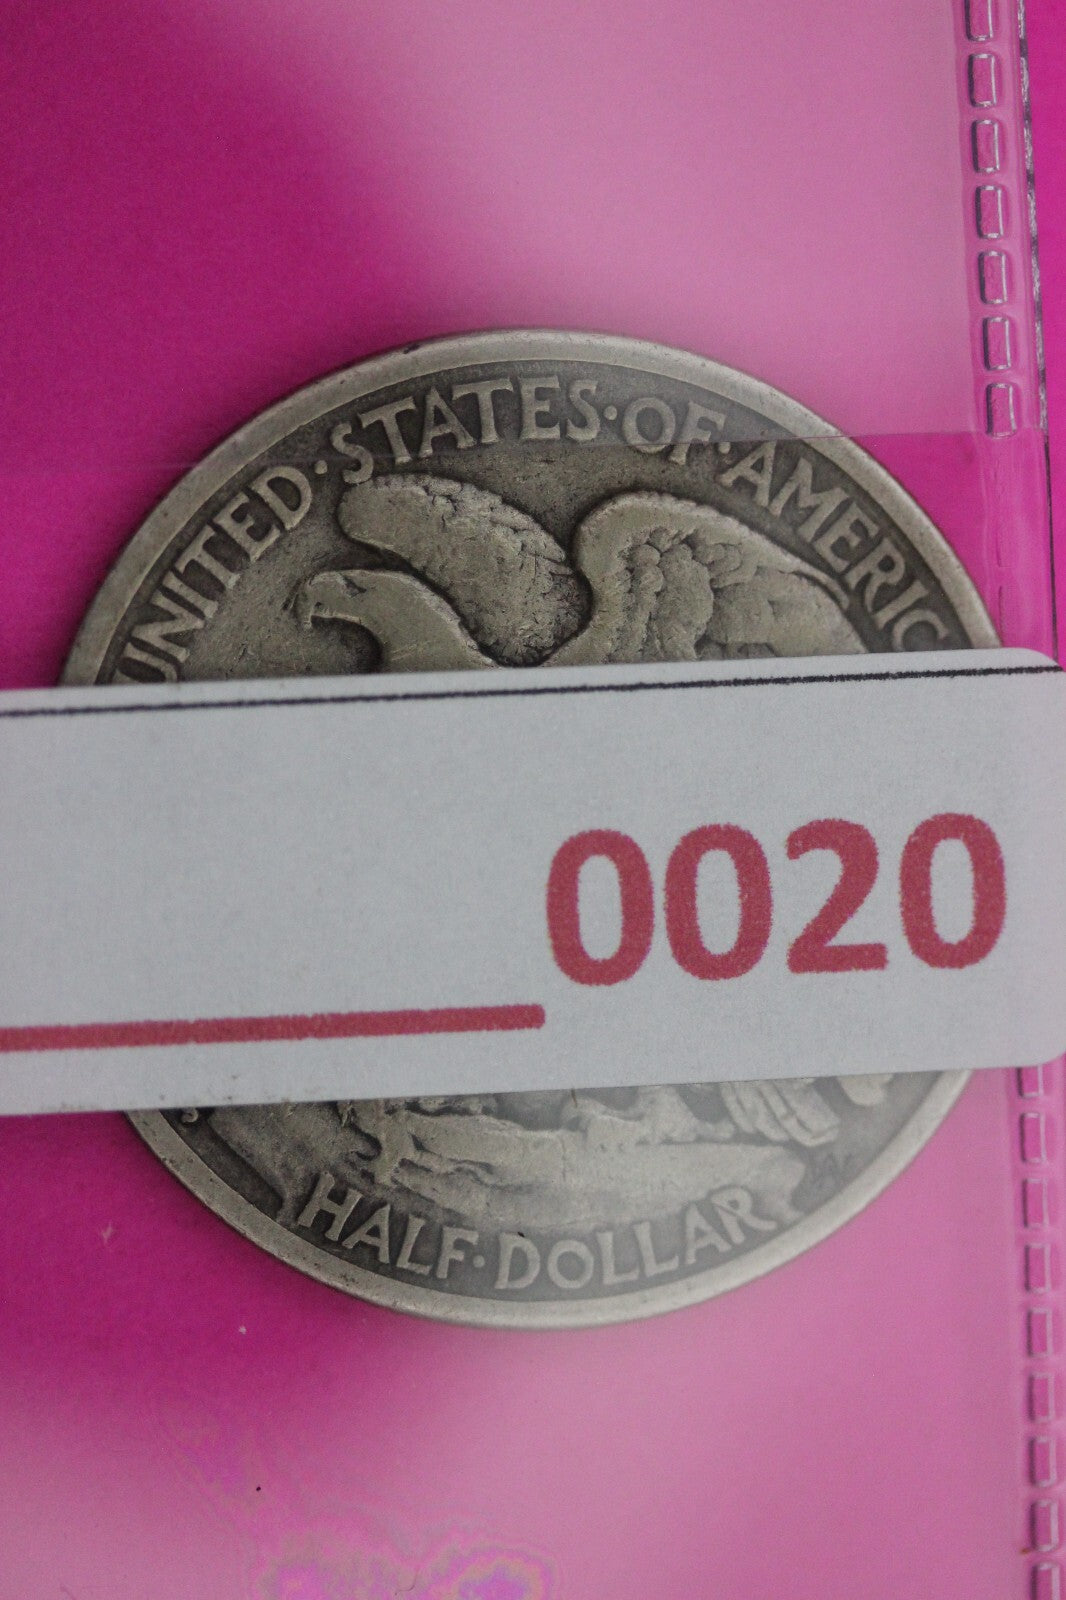 UNITED·STATES·OF·AMERIC
0020
S
HALF·DOLLAR